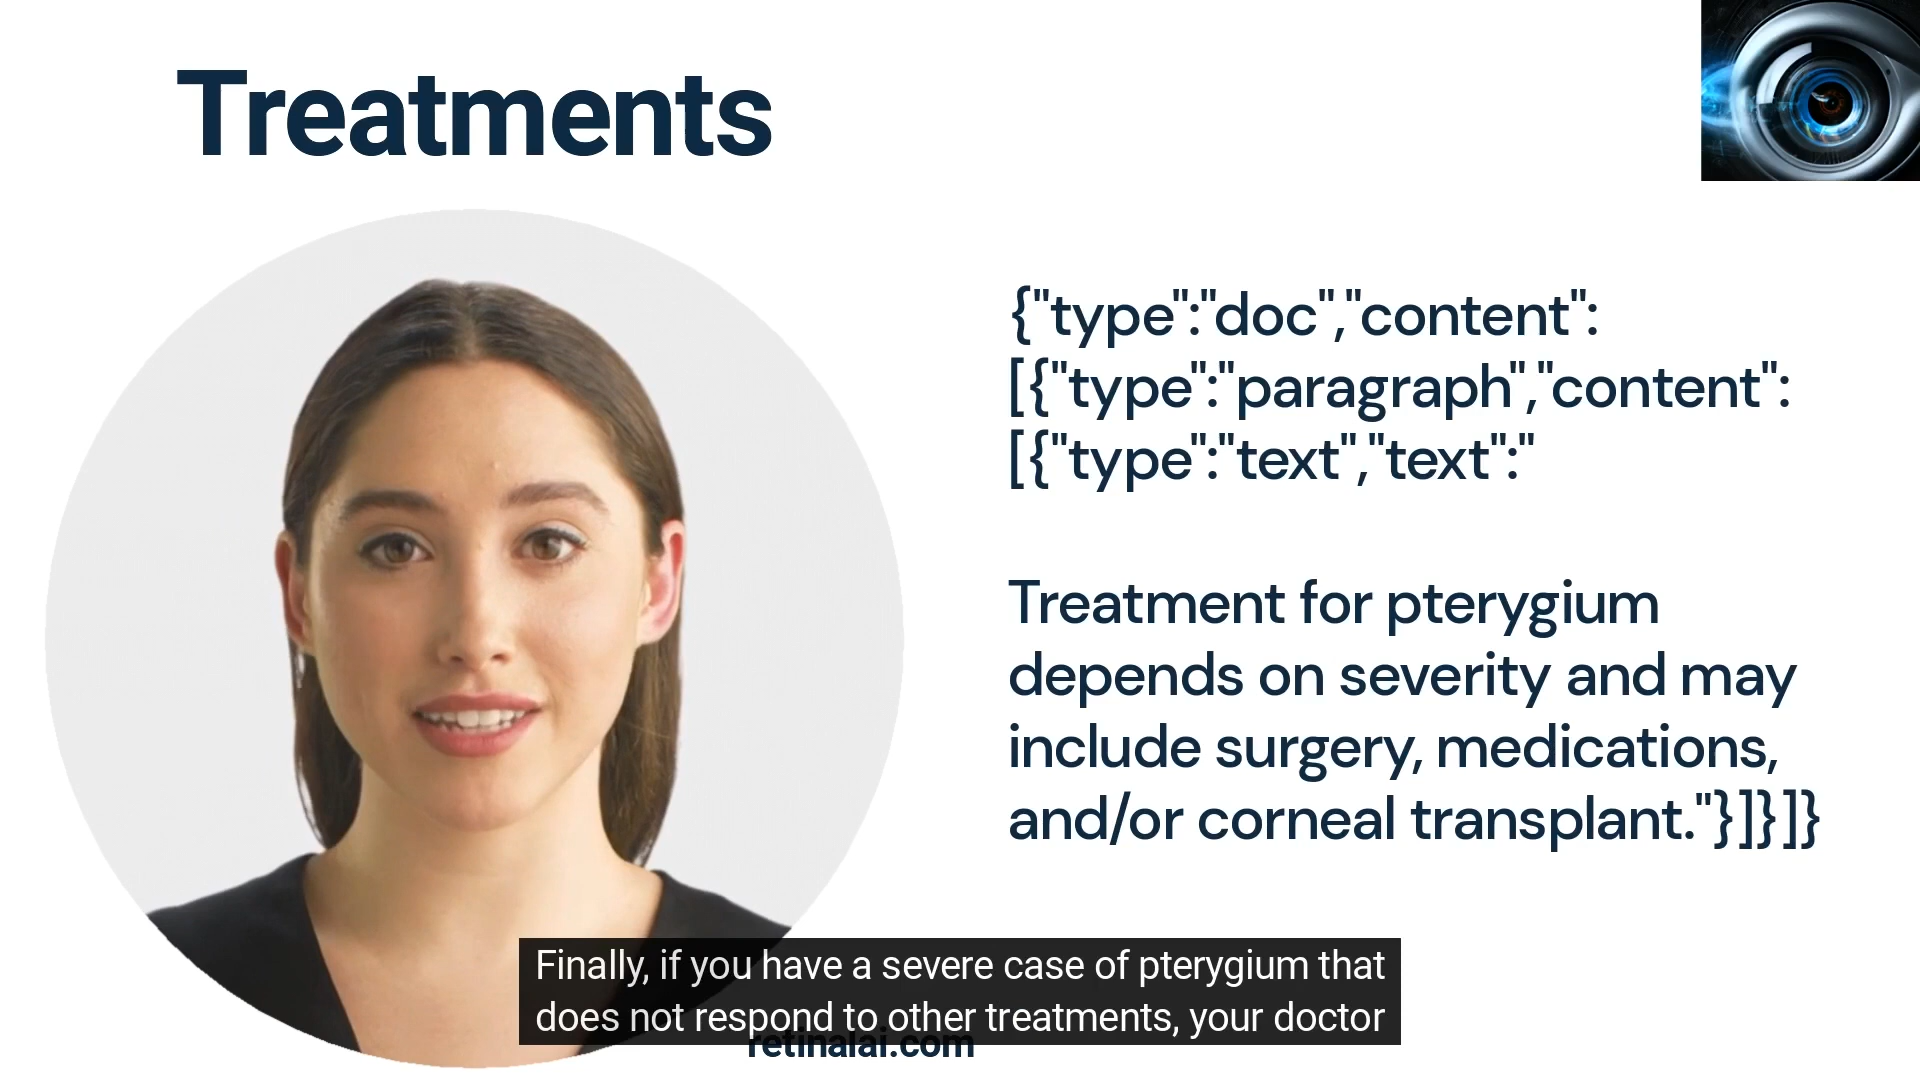 Treatments
{"type":"doc","content":
[{"type":"paragraph","content":
[{"type":"text","text":"
Treatment for pterygium
depends on severity and may
include surgery, medications,
and/or corneal transplant."}]}]}
Finally, if you have a severe case of pterygium that
does not respond to other treatments, your doctor
retinalai.com